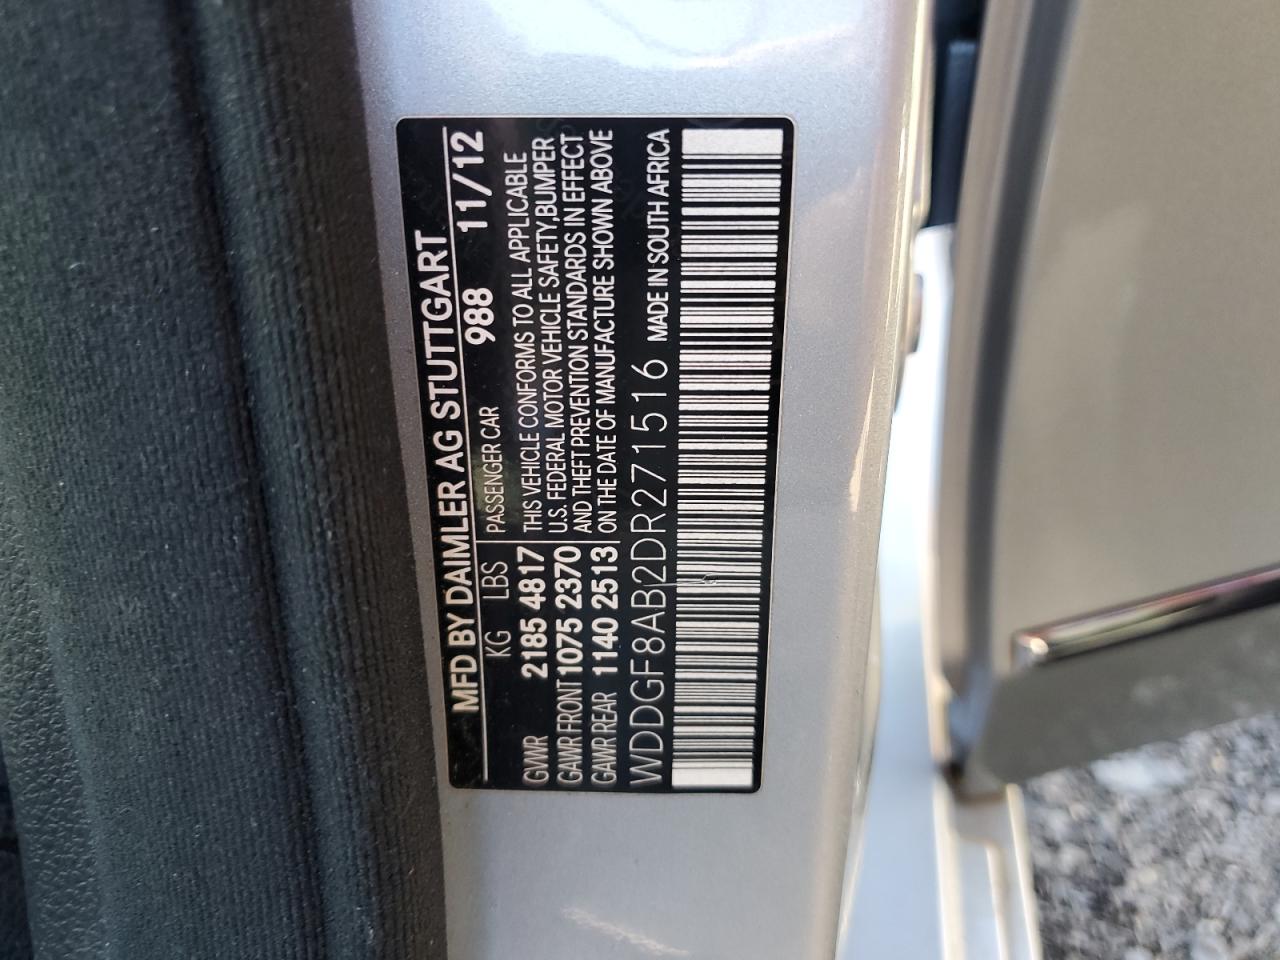 MFD BY DAIMLER AG STUTTGART
988 11/12
KG LBS PASSENGER CAR
GVWR 2185 4817 THIS VEHICLE CONFORMS TO ALL APPLICABLE
GAWR FRONT 1075 2370 U.S. FEDERAL MOTOR VEHICLE SAFETY,BUMPER
AND THEFT PREVENTION STANDARDS IN EFFECT
GAWR REAR 1140 2513 ON THE DATE OF MANUFACTURE SHOWN ABOVE
WDDGF8AB2DR271516 MADE IN SOUTH AFRICA